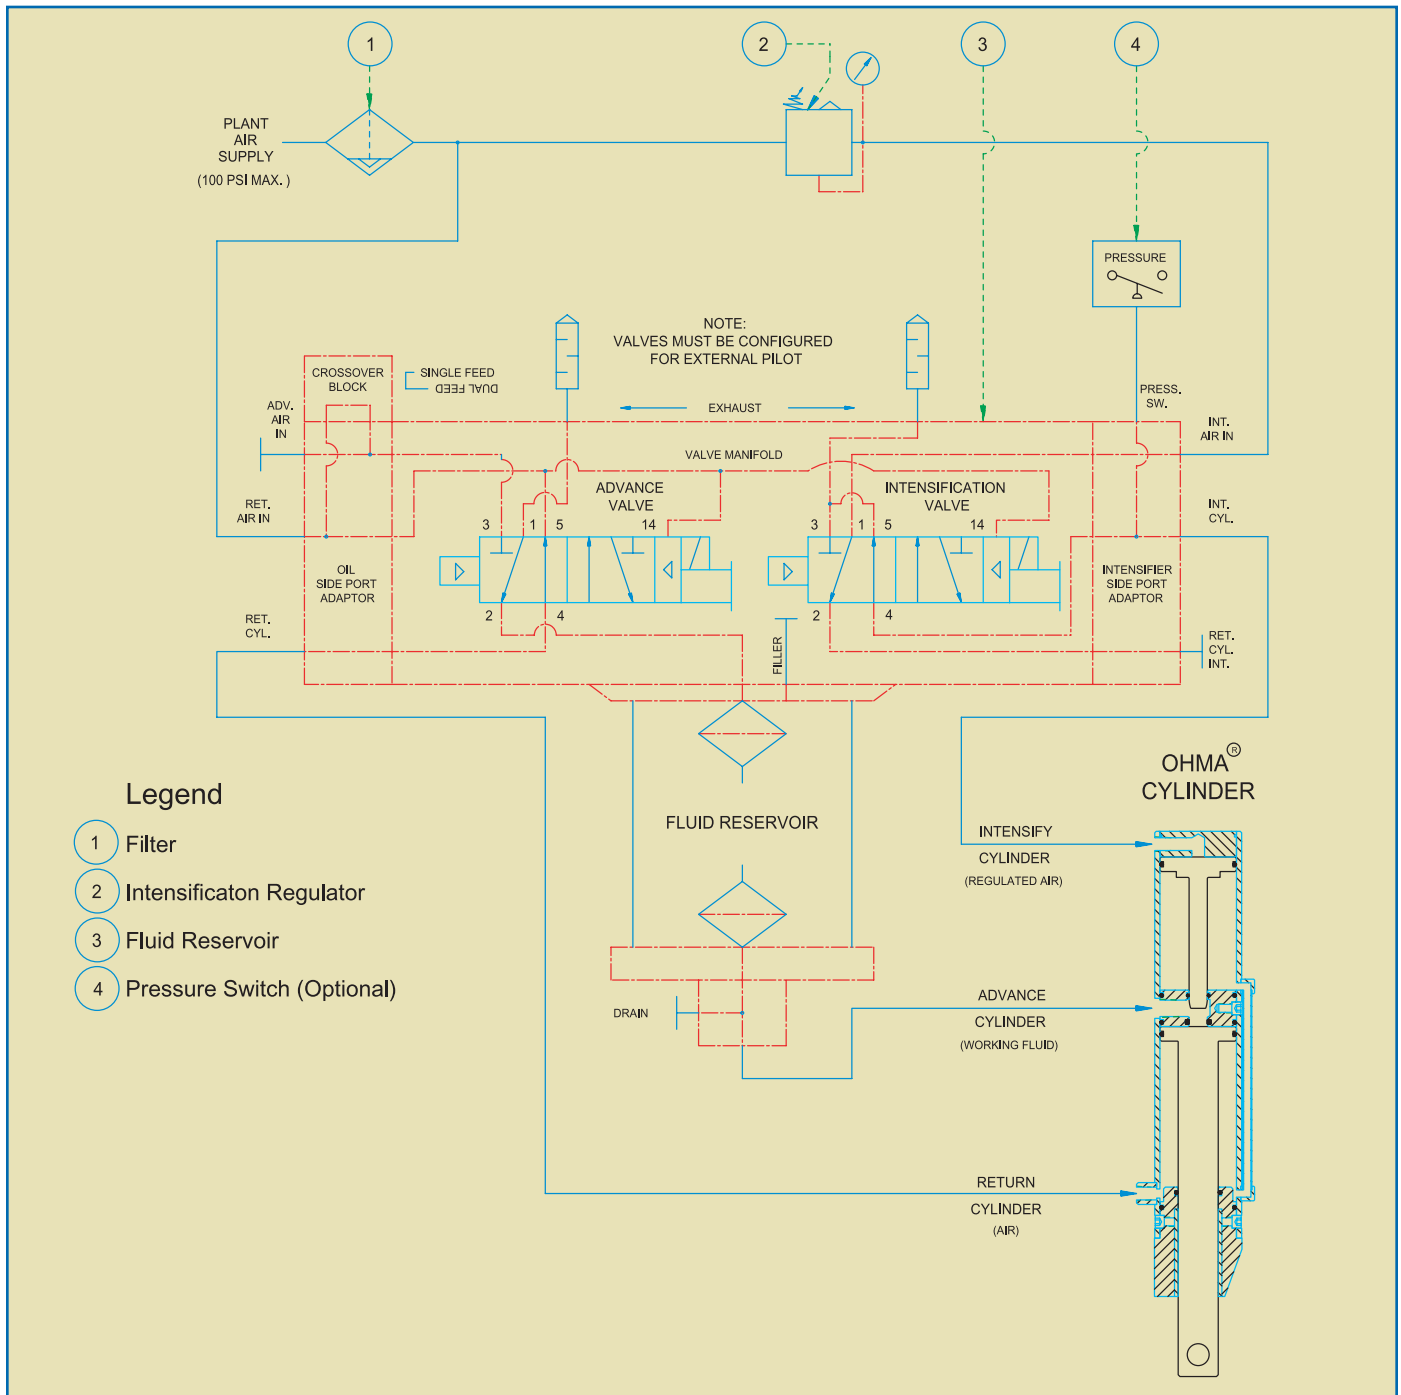 1
2
3
4
PLANT
AIR
SUPPLY
(100 PSI MAX. )
PRESSURE
NOTE:
VALVES MUST BE CONFIGURED
FOR EXTERNAL PILOT
CROSSOVER
BLOCK
SINGLE FEED
DUAL FEED
EXHAUST
PRESS.
SW.
ADV.
AIR
IN
INT.
AIR IN
VALVE MANIFOLD
ADVANCE
VALVE
INTENSIFICATION
VALVE
RET.
AIR IN
INT.
CYL.
3
1
5
14
3
1
5
14
OIL
SIDE PORT
ADAPTOR
INTENSIFIER
SIDE PORT
ADAPTOR
2
4
2
4
RET.
CYL.
FILLER
RET.
CYL.
INT.
OHMA®
CYLINDER
Legend
1 Filter
2 Intensificaton Regulator
3 Fluid Reservoir
4 Pressure Switch (Optional)
FLUID RESERVOIR
INTENSIFY
CYLINDER
(REGULATED AIR)
DRAIN
ADVANCE
CYLINDER
(WORKING FLUID)
RETURN
CYLINDER
(AIR)